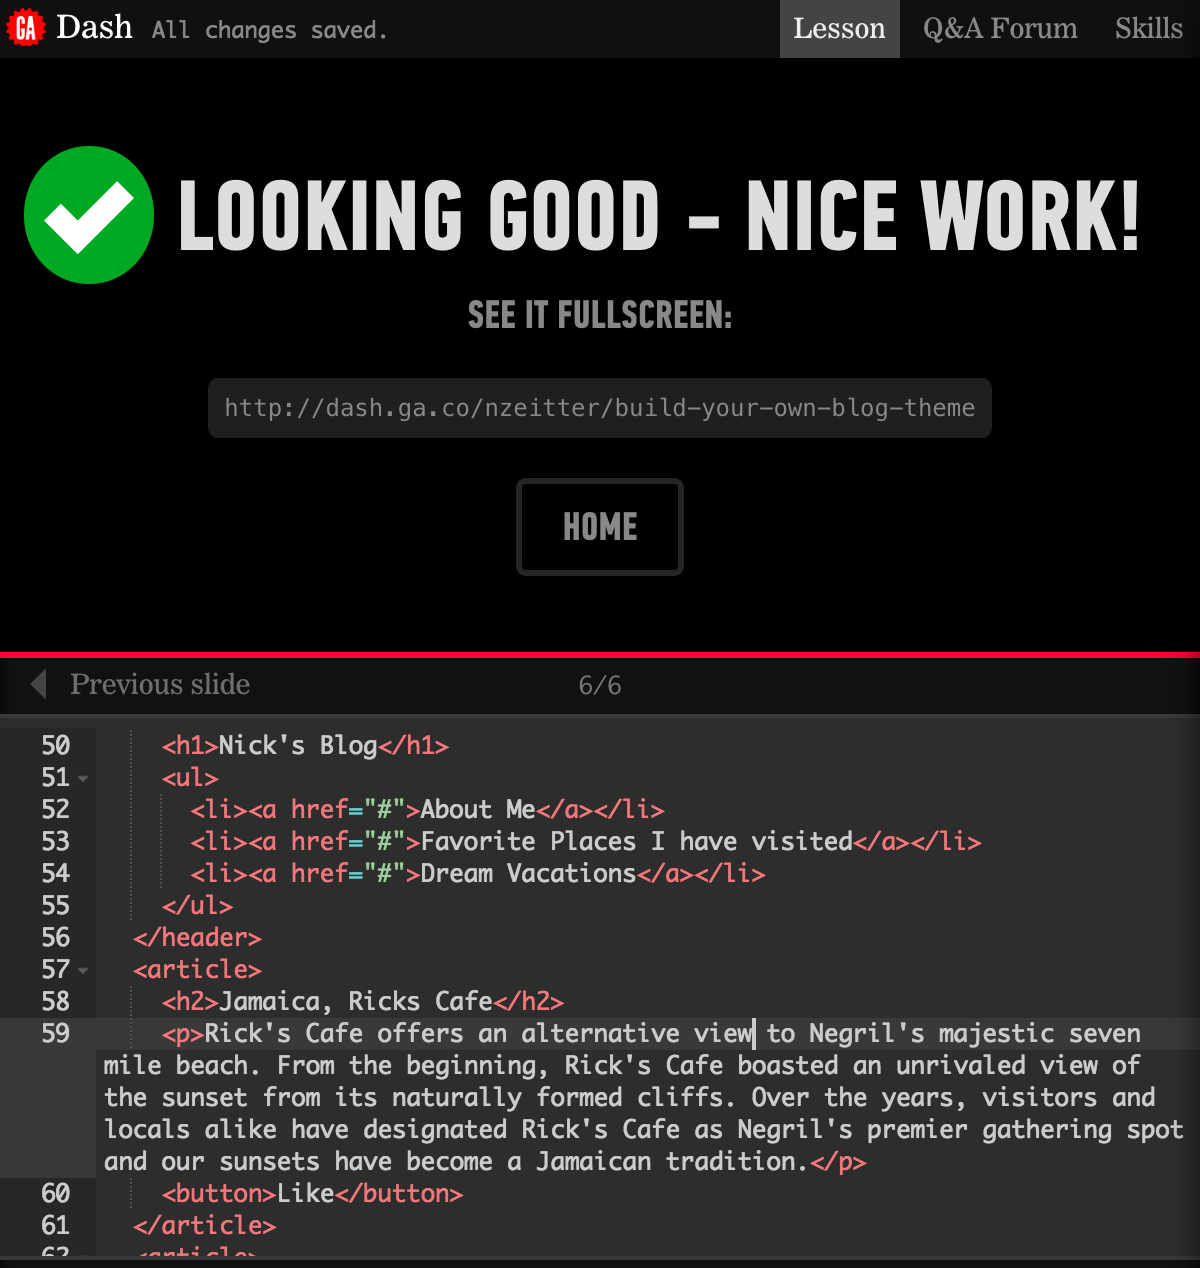 GA Dash All changes saved. Lesson Q&A Forum Skills
LOOKING GOOD – NICE WORK!
SEE IT FULLSCREEN:
http://dash.ga.co/nzeitter/build-your-own-blog-theme
HOME
Previous slide 6/6
50 <h1>Nick's Blog</h1>
51 <ul>
52 <li><a href="#">About Me</a></li>
53 <li><a href="#">Favorite Places I have visited</a></li>
54 <li><a href="#">Dream Vacations</a></li>
55 </ul>
56 </header>
57 <article>
58 <h2>Jamaica, Ricks Cafe</h2>
59 <p>Rick's Cafe offers an alternative view to Negril's majestic seven
mile beach. From the beginning, Rick's Cafe boasted an unrivaled view of
the sunset from its naturally formed cliffs. Over the years, visitors and
locals alike have designated Rick's Cafe as Negril's premier gathering spot
and our sunsets have become a Jamaican tradition.</p>
60 <button>Like</button>
61 </article>
62 <article>